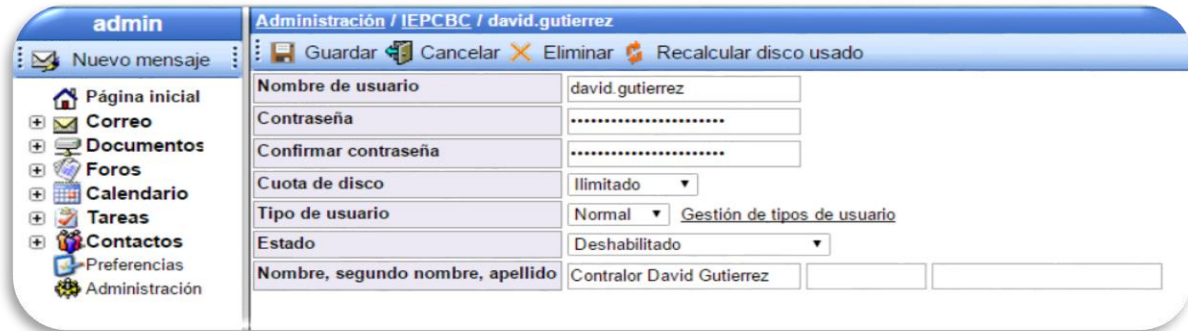 admin
Nuevo mensaje
Página inicial
Correo
Documentos
Foros
Calendario
Tareas
Contactos
Preferencias
Administración
Administración / IEPCBC / david.gutierrez
Guardar Cancelar Eliminar Recalcular disco usado
Nombre de usuario david.gutierrez
Contraseña •••••••••••••••••••••••
Confirmar contraseña •••••••••••••••••••••••
Cuota de disco Ilimitado
Tipo de usuario Normal Gestión de tipos de usuario
Estado Deshabilitado
Nombre, segundo nombre, apellido Contralor David Gutierrez